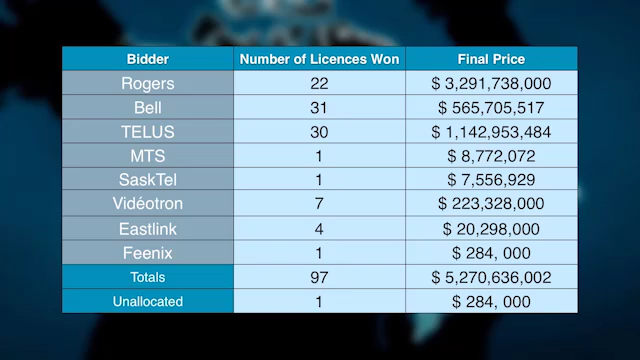 Bidder Number of Licences Won Final Price
Rogers 22 $ 3,291,738,000
Bell 31 $ 565,705,517
TELUS 30 $ 1,142,953,484
MTS 1 $ 8,772,072
SaskTel 1 $ 7,556,929
Vidéotron 7 $ 223,328,000
Eastlink 4 $ 20,298,000
Feenix 1 $ 284, 000
Totals 97 $ 5,270,636,002
Unallocated 1 $ 284, 000